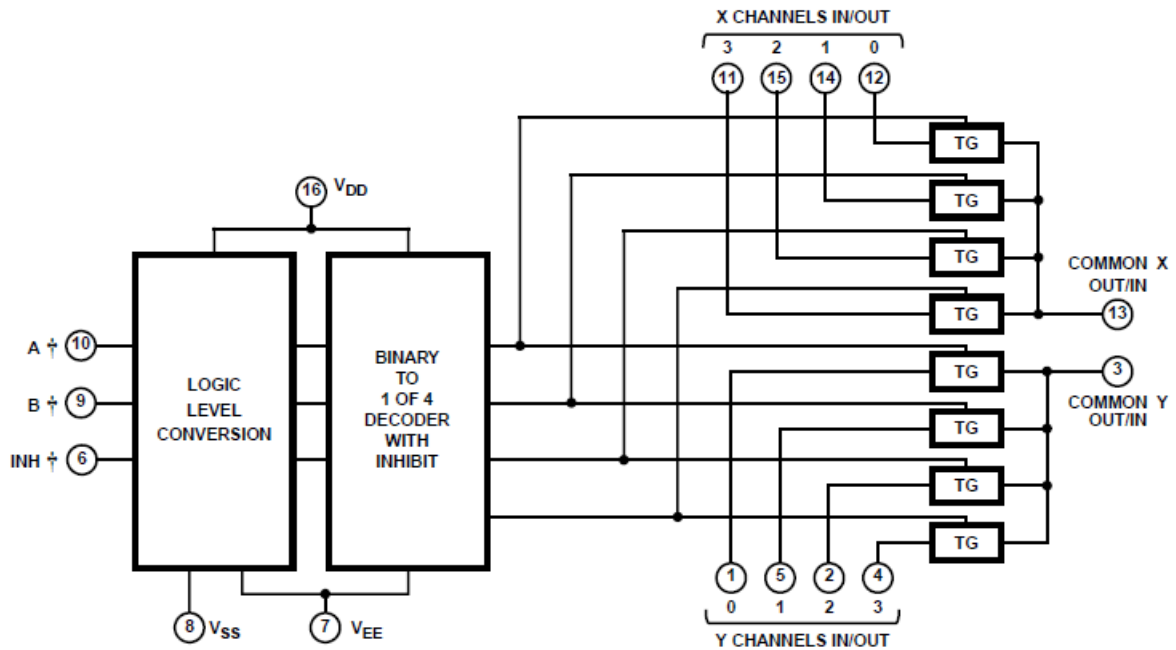 X CHANNELS IN/OUT
3 2 1 0
11 15 14 12
TG
TG
TG
TG
COMMON X
OUT/IN
13
16 VDD
A † 10
B † 9
INH † 6
LOGIC
LEVEL
CONVERSION
BINARY
TO
1 OF 4
DECODER
WITH
INHIBIT
TG
TG
TG
TG
3
COMMON Y
OUT/IN
8 VSS
7 VEE
1 5 2 4
0 1 2 3
Y CHANNELS IN/OUT